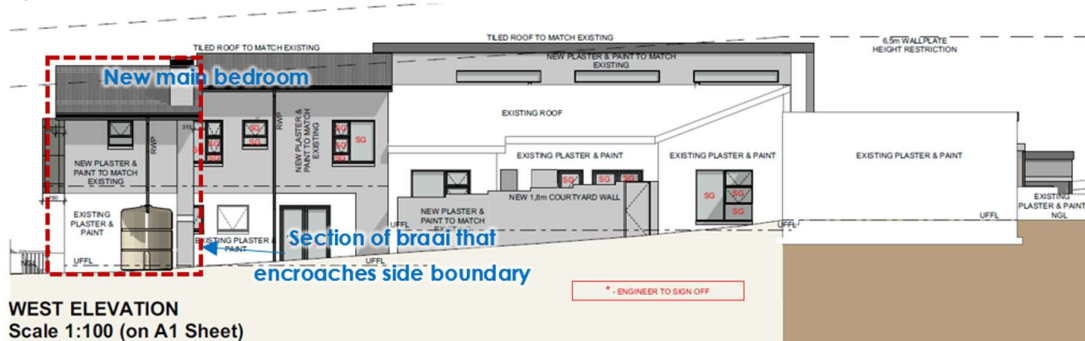 TILED ROOF TO MATCH EXISTING
TILED ROOF TO MATCH EXISTING
6,5m WALLPLATE
HEIGHT RESTRICTION
NEW PLASTER & PAINT TO MATCH
EXISTING
New main bedroom
EXISTING ROOF
RWP
RWP
SG
SG
SG
SG
SG
SG
NEW PLASTER &
PAINT TO MATCH
EXISTING
NEW PLASTER &
PAINT TO MATCH
EXISTING
EXISTING PLASTER & PAINT
EXISTING PLASTER & PAINT
EXISTING PLASTER & PAINT
SG
SG
SG
SG
SG
SG
SG
NEW 1,8m COURTYARD WALL
NEW PLASTER &
PAINT TO MATCH
EXISTING
EXISTING
PLASTER &
PAINT
EXISTING
PLASTER & PAINT
NGL
EXISTING PLASTER &
PAINT
UFFL
UFFL
UFFL
UFFL
UFFL
NGL
Section of braai that
encroaches side boundary
* - ENGINEER TO SIGN OFF
WEST ELEVATION
Scale 1:100 (on A1 Sheet)